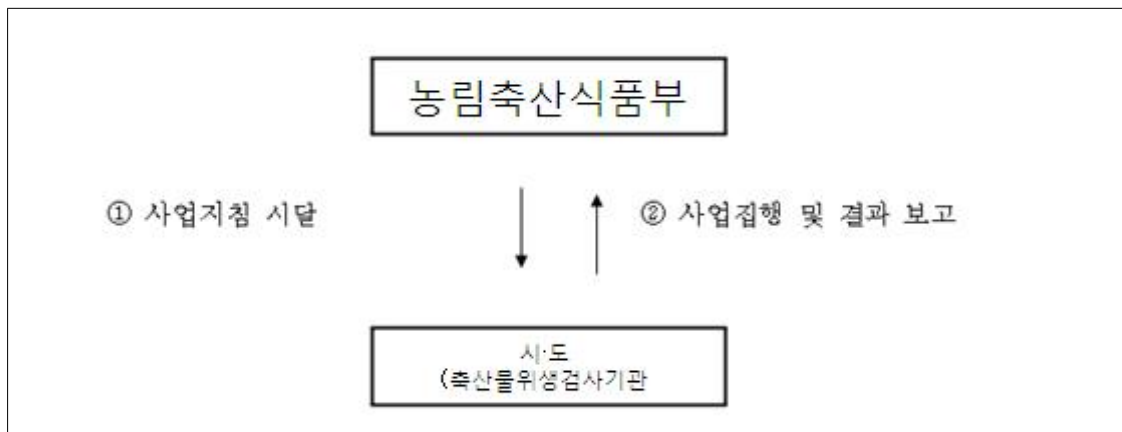 농림축산식품부
① 사업지침 시달
② 사업집행 및 결과 보고
시·도
(축산물위생검사기관